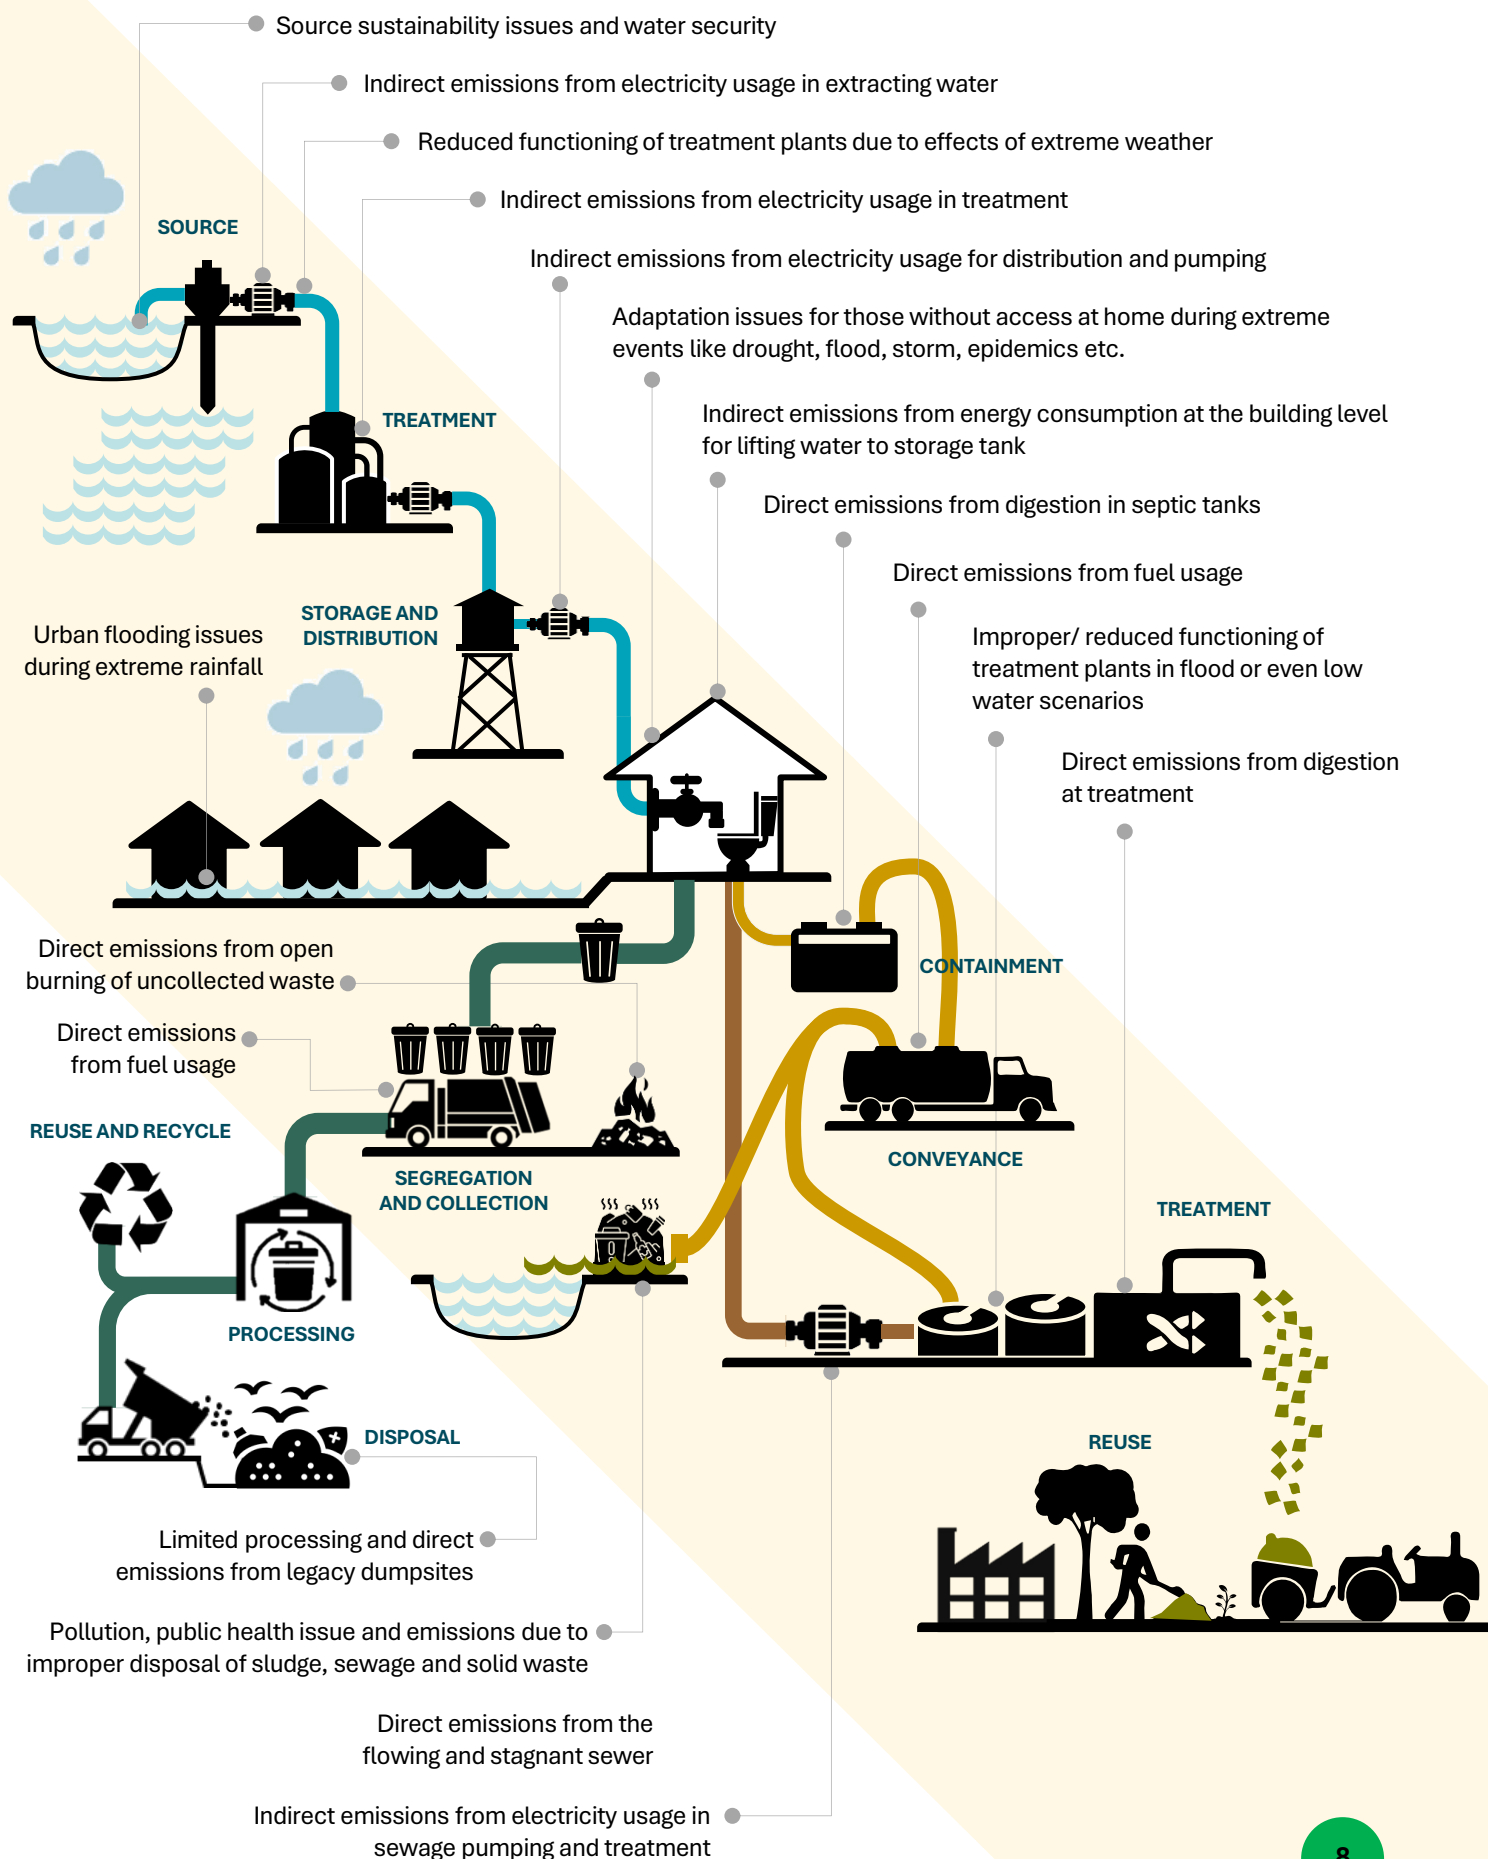 Source sustainability issues and water security
Indirect emissions from electricity usage in extracting water
Reduced functioning of treatment plants due to effects of extreme weather
Indirect emissions from electricity usage in treatment
SOURCE
Indirect emissions from electricity usage for distribution and pumping
Adaptation issues for those without access at home during extreme
events like drought, flood, storm, epidemics etc.
TREATMENT
Indirect emissions from energy consumption at the building level
for lifting water to storage tank
Direct emissions from digestion in septic tanks
Direct emissions from fuel usage
STORAGE AND
DISTRIBUTION
Urban flooding issues
during extreme rainfall
Improper/ reduced functioning of
treatment plants in flood or even low
water scenarios
Direct emissions from digestion
at treatment
Direct emissions from open
burning of uncollected waste
CONTAINMENT
Direct emissions
from fuel usage
REUSE AND RECYCLE
CONVEYANCE
SEGREGATION
AND COLLECTION
TREATMENT
PROCESSING
DISPOSAL
REUSE
Limited processing and direct
emissions from legacy dumpsites
Pollution, public health issue and emissions due to
improper disposal of sludge, sewage and solid waste
Direct emissions from the
flowing and stagnant sewer
Indirect emissions from electricity usage in
sewage pumping and treatment
8